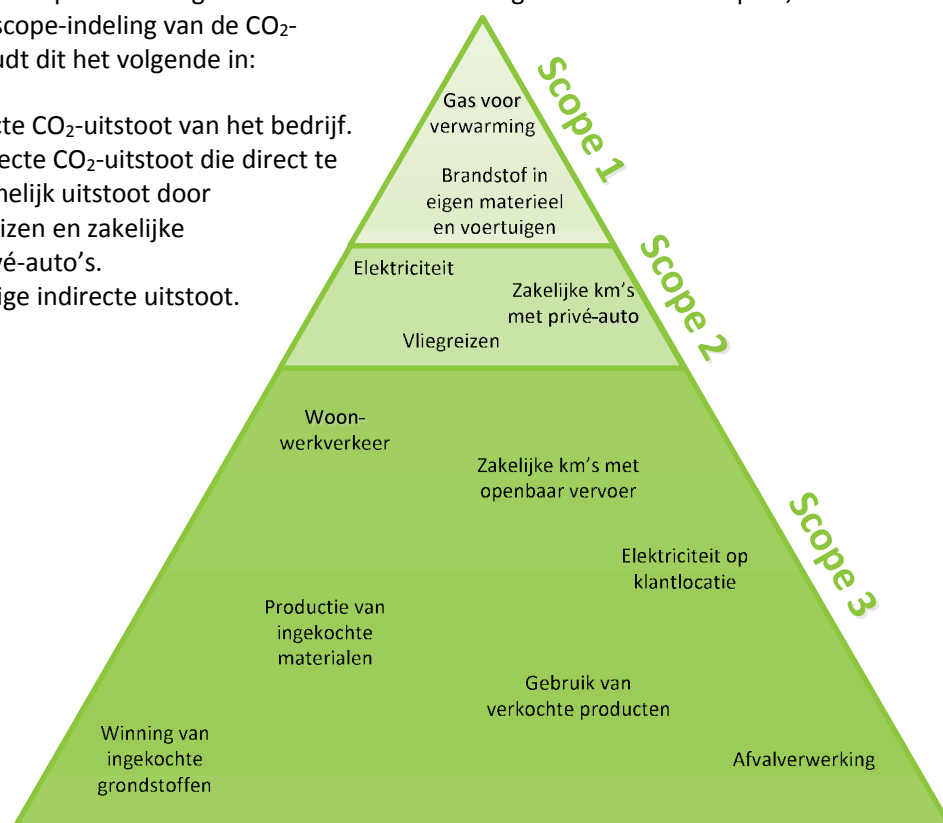 scope-indeling van de CO₂-
udt dit het volgende in:
cte CO₂-uitstoot van het bedrijf.
ecte CO₂-uitstoot die direct te
melijk uitstoot door
izen en zakelijke
vé-auto's.
ige indirecte uitstoot.
Scope 1
Gas voor
verwarming
Brandstof in
eigen materieel
en voertuigen
Scope 2
Elektriciteit
Zakelijke km's
met privé-auto
Vliegreizen
Scope 3
Woon-
werkverkeer
Zakelijke km's met
openbaar vervoer
Elektriciteit op
klantlocatie
Productie van
ingekochte
materialen
Gebruik van
verkochte producten
Winning van
ingekochte
grondstoffen
Afvalverwerking